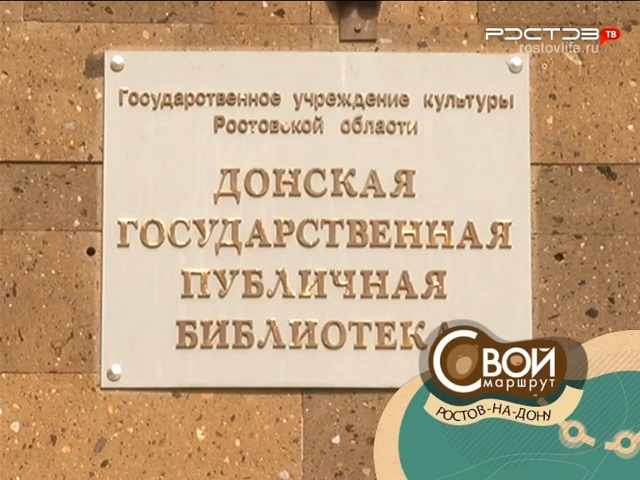 РОСТОВ ТВ
rostovlife.ru
Государственное учреждение культуры
Ростовской области
ДОНСКАЯ
ГОСУДАРСТВЕННАЯ
ПУБЛИЧНАЯ
БИБЛИОТЕКА
Свой
маршрут
РОСТОВ-НА-ДОНУ